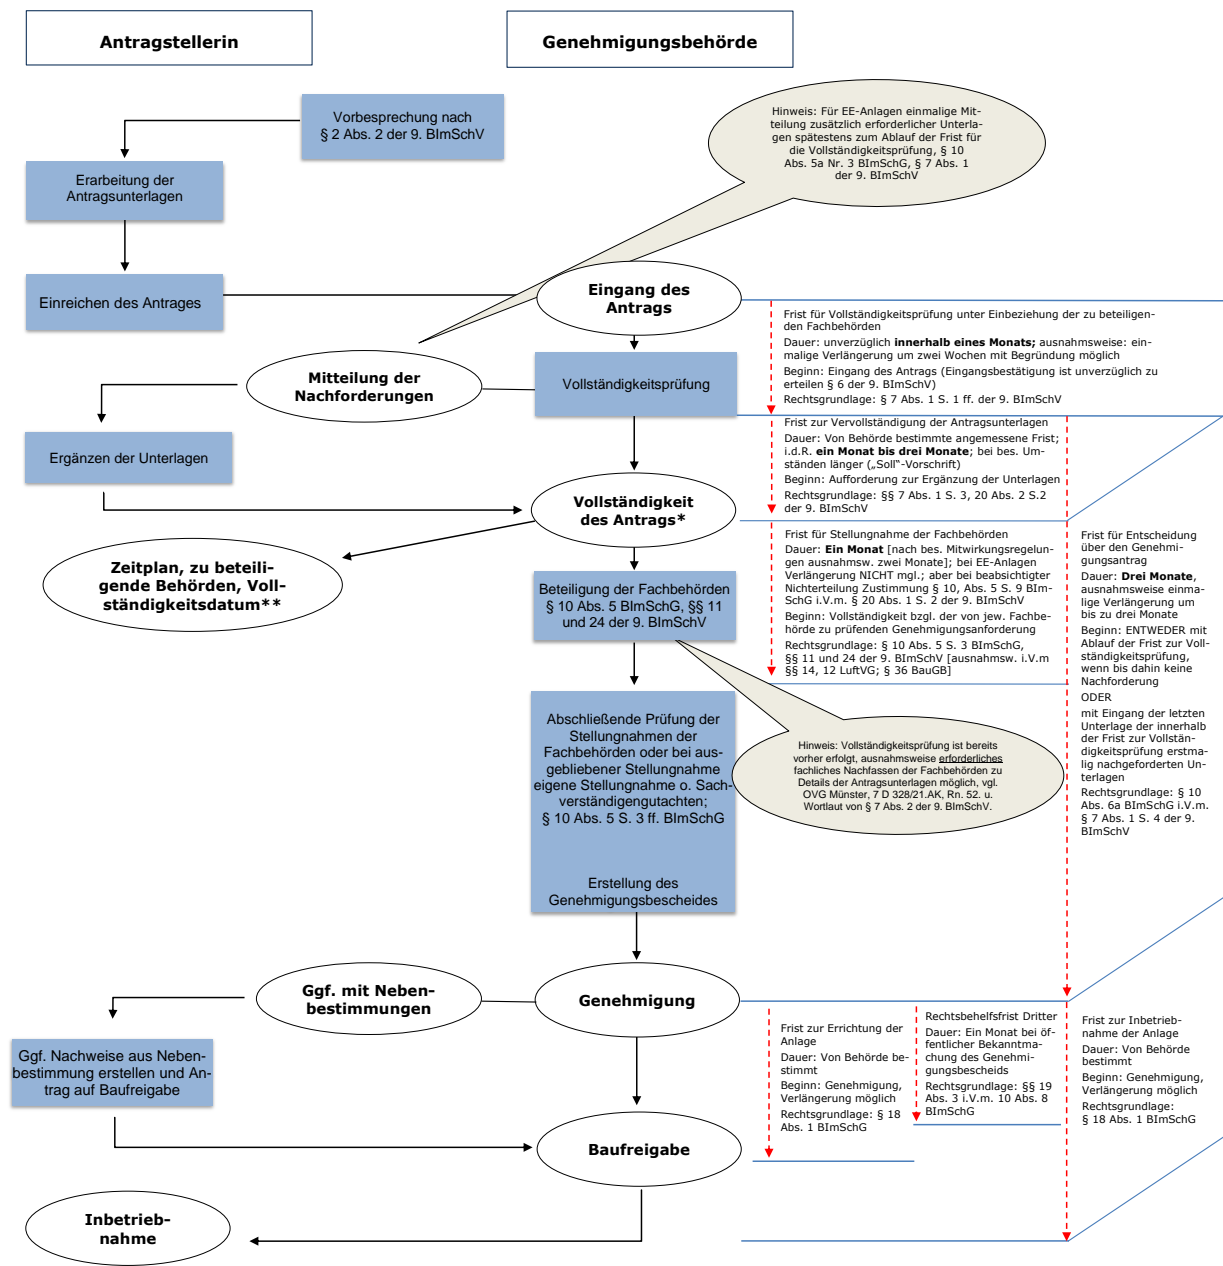 Antragstellerin
Genehmigungsbehörde
Vorbesprechung nach
§ 2 Abs. 2 der 9. BImSchV
Hinweis: Für EE-Anlagen einmalige Mit-
teilung zusätzlich erforderlicher Unterla-
gen spätestens zum Ablauf der Frist für
die Vollständigkeitsprüfung, § 10
Abs. 5a Nr. 3 BImSchG, § 7 Abs. 1
der 9. BImSchV
Erarbeitung der
Antragsunterlagen
Einreichen des Antrages
Eingang des
Antrags
Frist für Vollständigkeitsprüfung unter Einbeziehung der zu beteiligen-
den Fachbehörden
Dauer: unverzüglich innerhalb eines Monats; ausnahmsweise: ein-
malige Verlängerung um zwei Wochen mit Begründung möglich
Beginn: Eingang des Antrags (Eingangsbestätigung ist unverzüglich zu
erteilen § 6 der 9. BImSchV)
Rechtsgrundlage: § 7 Abs. 1 S. 1 ff. der 9. BImSchV
Mitteilung der
Nachforderungen
Vollständigkeitsprüfung
Ergänzen der Unterlagen
Frist zur Vervollständigung der Antragsunterlagen
Dauer: Von Behörde bestimmte angemessene Frist;
i.d.R. ein Monat bis drei Monate; bei bes. Um-
ständen länger („Soll"-Vorschrift)
Beginn: Aufforderung zur Ergänzung der Unterlagen
Rechtsgrundlage: §§ 7 Abs. 1 S. 3, 20 Abs. 2 S.2
der 9. BImSchV
Vollständigkeit
des Antrags*
Zeitplan, zu beteili-
gende Behörden, Voll-
ständigkeitsdatum**
Beteiligung der Fachbehörden
§ 10 Abs. 5 BImSchG, §§ 11
und 24 der 9. BImSchV
Frist für Stellungnahme der Fachbehörden
Dauer: Ein Monat [nach bes. Mitwirkungsregelun-
gen ausnahmsw. zwei Monate]; bei EE-Anlagen
Verlängerung NICHT mgl.; aber bei beabsichtigter
Nichterteilung Zustimmung § 10, Abs. 5 S. 9 BIm-
SchG i.V.m. § 20 Abs. 1 S. 2 der 9. BImSchV
Beginn: Vollständigkeit bzgl. der von jew. Fachbe-
hörde zu prüfenden Genehmigungsanforderung
Rechtsgrundlage: § 10 Abs. 5 S. 3 BImSchG,
§§ 11 und 24 der 9. BImSchV [ausnahmsw. i.V.m
§§ 14, 12 LuftVG; § 36 BauGB]
Frist für Entscheidung
über den Genehmi-
gungsantrag
Dauer: Drei Monate,
ausnahmsweise einma-
lige Verlängerung um
bis zu drei Monate
Beginn: ENTWEDER mit
Ablauf der Frist zur Voll-
ständigkeitsprüfung,
wenn bis dahin keine
Nachforderung
ODER
mit Eingang der letzten
Unterlage der innerhalb
der Frist zur Vollstän-
digkeitsprüfung erstma-
lig nachgeforderten Un-
terlagen
Rechtsgrundlage: § 10
Abs. 6a BImSchG i.V.m.
§ 7 Abs. 1 S. 4 der 9.
BImSchV
Abschließende Prüfung der
Stellungnahmen der
Fachbehörden oder bei aus-
gebliebener Stellungnahme
eigene Stellungnahme o. Sach-
verständigengutachten;
§ 10 Abs. 5 S. 3 ff. BImSchG
Erstellung des
Genehmigungsbescheides
Hinweis: Vollständigkeitsprüfung ist bereits
vorher erfolgt, ausnahmsweise erforderliches
fachliches Nachfassen der Fachbehörden zu
Details der Antragsunterlagen möglich, vgl.
OVG Münster, 7 D 328/21.AK, Rn. 52. u.
Wortlaut von § 7 Abs. 2 der 9. BImSchV.
Ggf. mit Neben-
bestimmungen
Genehmigung
Ggf. Nachweise aus Neben-
bestimmung erstellen und An-
trag auf Baufreigabe
Frist zur Errichtung der
Anlage
Dauer: Von Behörde be-
stimmt
Beginn: Genehmigung,
Verlängerung möglich
Rechtsgrundlage: § 18
Abs. 1 BImSchG
Rechtsbehelfsfrist Dritter
Dauer: Ein Monat bei öf-
fentlicher Bekanntma-
chung des Genehmi-
gungsbescheids
Rechtsgrundlage: §§ 19
Abs. 3 i.V.m. 10 Abs. 8
BImSchG
Frist zur Inbetrieb-
nahme der Anlage
Dauer: Von Behörde
bestimmt
Beginn: Genehmigung,
Verlängerung möglich
Rechtsgrundlage:
§ 18 Abs. 1 BImSchG
Baufreigabe
Inbetrieb-
nahme